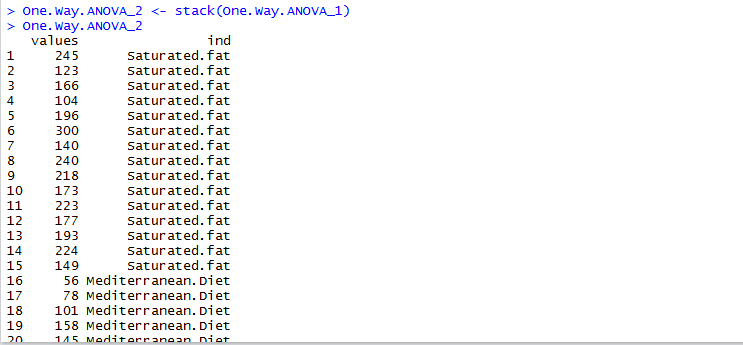 > One.Way.ANOVA_2 <- stack(One.Way.ANOVA_1)
> One.Way.ANOVA_2
values ind
1 245 Saturated.fat
2 123 Saturated.fat
3 166 Saturated.fat
4 104 Saturated.fat
5 196 Saturated.fat
6 300 Saturated.fat
7 140 Saturated.fat
8 240 Saturated.fat
9 218 Saturated.fat
10 173 Saturated.fat
11 223 Saturated.fat
12 177 Saturated.fat
13 193 Saturated.fat
14 224 Saturated.fat
15 149 Saturated.fat
16 56 Mediterranean.Diet
17 78 Mediterranean.Diet
18 101 Mediterranean.Diet
19 158 Mediterranean.Diet
20 145 Mediterranean.Diet